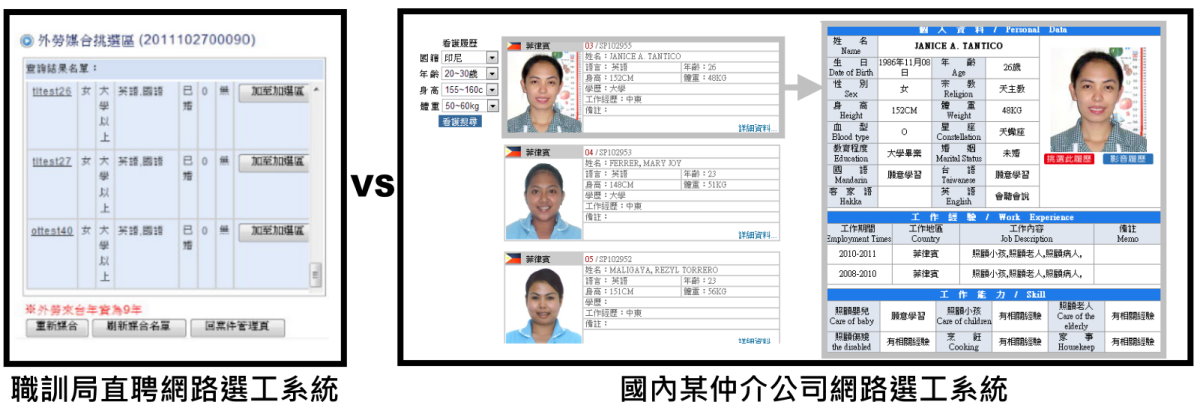 外勞媒合挑選區 (2011102700090)
查詢結果名單：
titest26 女 大學以上 英語.國語 已婚 0 無 加至加選區
titest27 女 大學以上 英語.國語 已婚 0 無 加至加選區
ottest40 女 大學以上 英語.國語 已婚 0 無 加至加選區
※外勞來台年資為9年
重新媒合 刷新媒合名單 回案件管理頁
職訓局直聘網路選工系統
VS
看護履歷
國籍 印尼
年齡 20~30歲
身高 155~160c
體重 50~60kg
看護搜尋
菲律賓 03 / SP102955
姓名：JANICE A. TANTICO
語言：英語 年齡：26
身高：152CM 體重：48KG
學歷：大學
工作經歷：中東
備註：
詳細資料...
菲律賓 04 / SP102953
姓名：FERRER, MARY JOY
語言：英語 年齡：23
身高：148CM 體重：51KG
學歷：大學
工作經歷：中東
備註：
詳細資料...
菲律賓 05 / SP102952
姓名：MALIGAYA, REZYL TORRERO
語言：英語 年齡：23
身高：151CM 體重：56KG
學歷：
工作經歷：中東
備註：
詳細資料...
個人資料 / Personal Data
姓名 Name JANICE A. TANTICO
生日 Date of Birth 1986年11月08日 年齡 Age 26歲
性別 Sex 女 宗教 Religion 天主教
身高 Height 152CM 體重 Weight 48KG
血型 Blood type O 星座 Constellation 天蠍座
挑選此履歷 影音履歷
教育程度 Education 大學畢業 婚姻 Marital Status 未婚
國語 Mandarin 願意學習 台語 Taiwanese 願意學習
客家語 Hakka 英語 English 會聽會說
工作經驗 / Work Experience
工作期間 Employment Times 工作地區 Country 工作內容 Job Description 備註 Memo
2010-2011 菲律賓 照顧小孩,照顧老人,照顧病人,
2008-2010 菲律賓 照顧小孩,照顧老人,照顧病人,
工作能力 / Skill
照顧嬰兒 Care of baby 願意學習 照顧小孩 Care of children 有相關經驗 照顧老人 Care of the elderly 有相關經驗
照顧傷殘 the disabled 有相關經驗 烹飪 Cooking 有相關經驗 家事 Housekeep 有相關經驗
國內某仲介公司網路選工系統